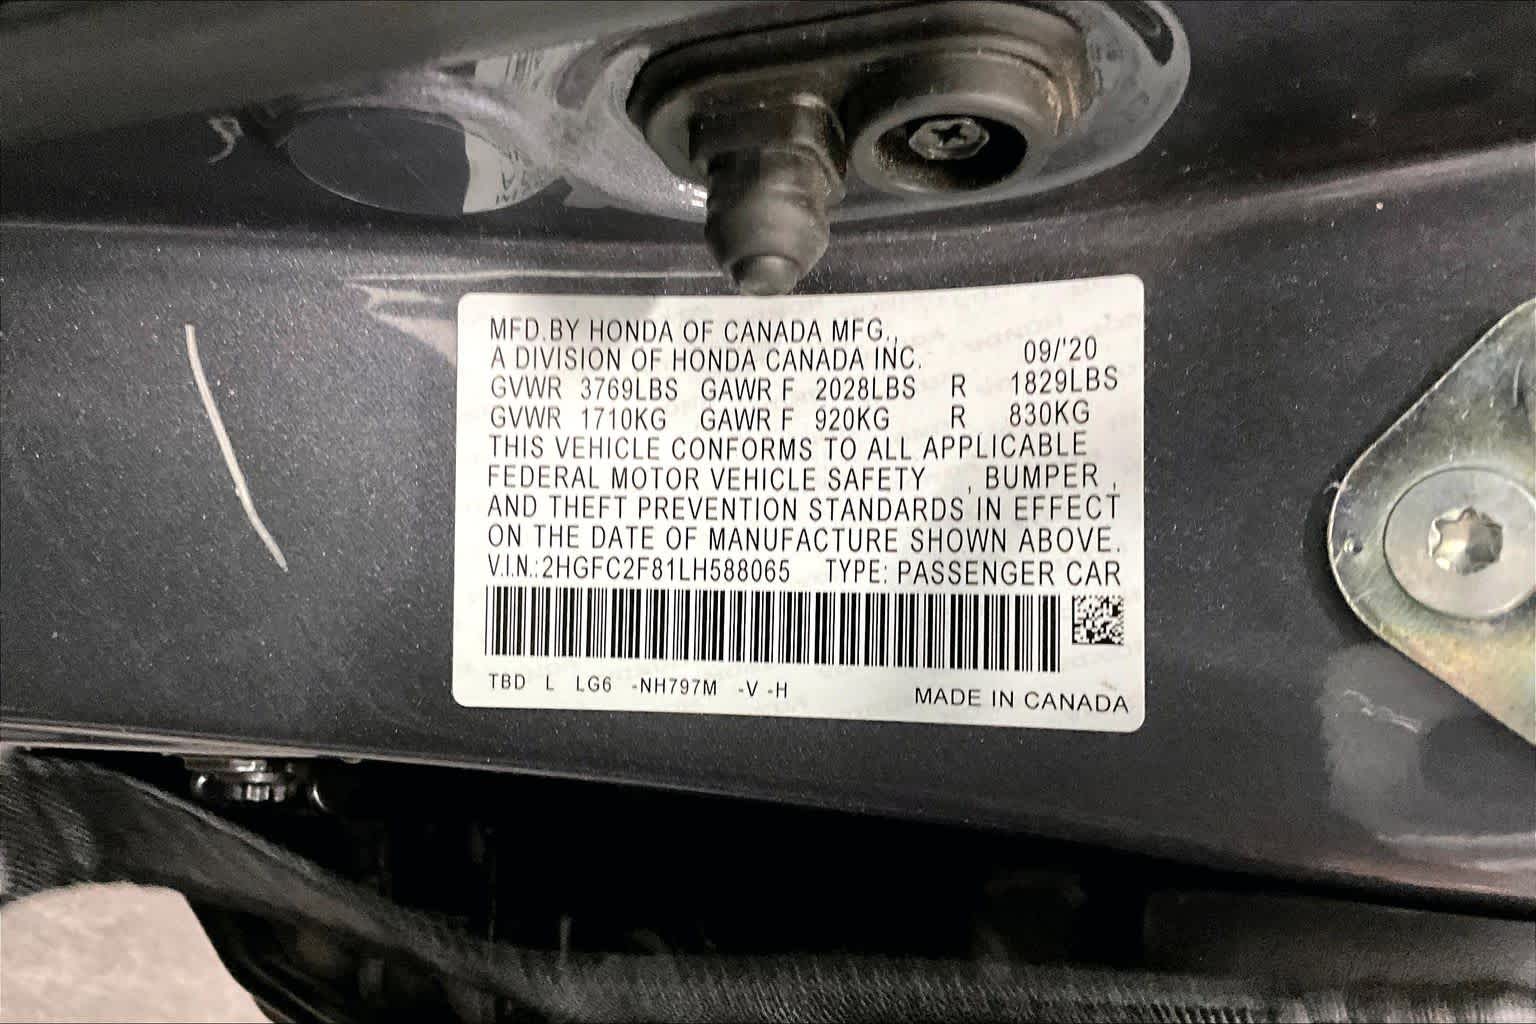 MFD.BY HONDA OF CANADA MFG.,
A DIVISION OF HONDA CANADA INC. 09/'20
GVWR 3769LBS GAWR F 2028LBS R 1829LBS
GVWR 1710KG GAWR F 920KG R 830KG
THIS VEHICLE CONFORMS TO ALL APPLICABLE
FEDERAL MOTOR VEHICLE SAFETY , BUMPER ,
AND THEFT PREVENTION STANDARDS IN EFFECT
ON THE DATE OF MANUFACTURE SHOWN ABOVE.
V.I.N.:2HGFC2F81LH588065 TYPE: PASSENGER CAR
TBD L LG6 -NH797M -V -H MADE IN CANADA